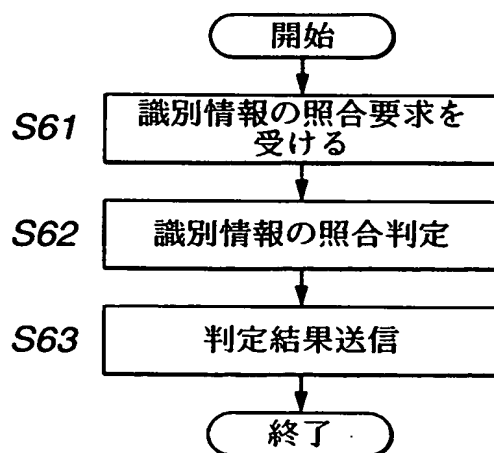 開始
S61
識別情報の照合要求を
受ける
S62
識別情報の照合判定
S63
判定結果送信
終了